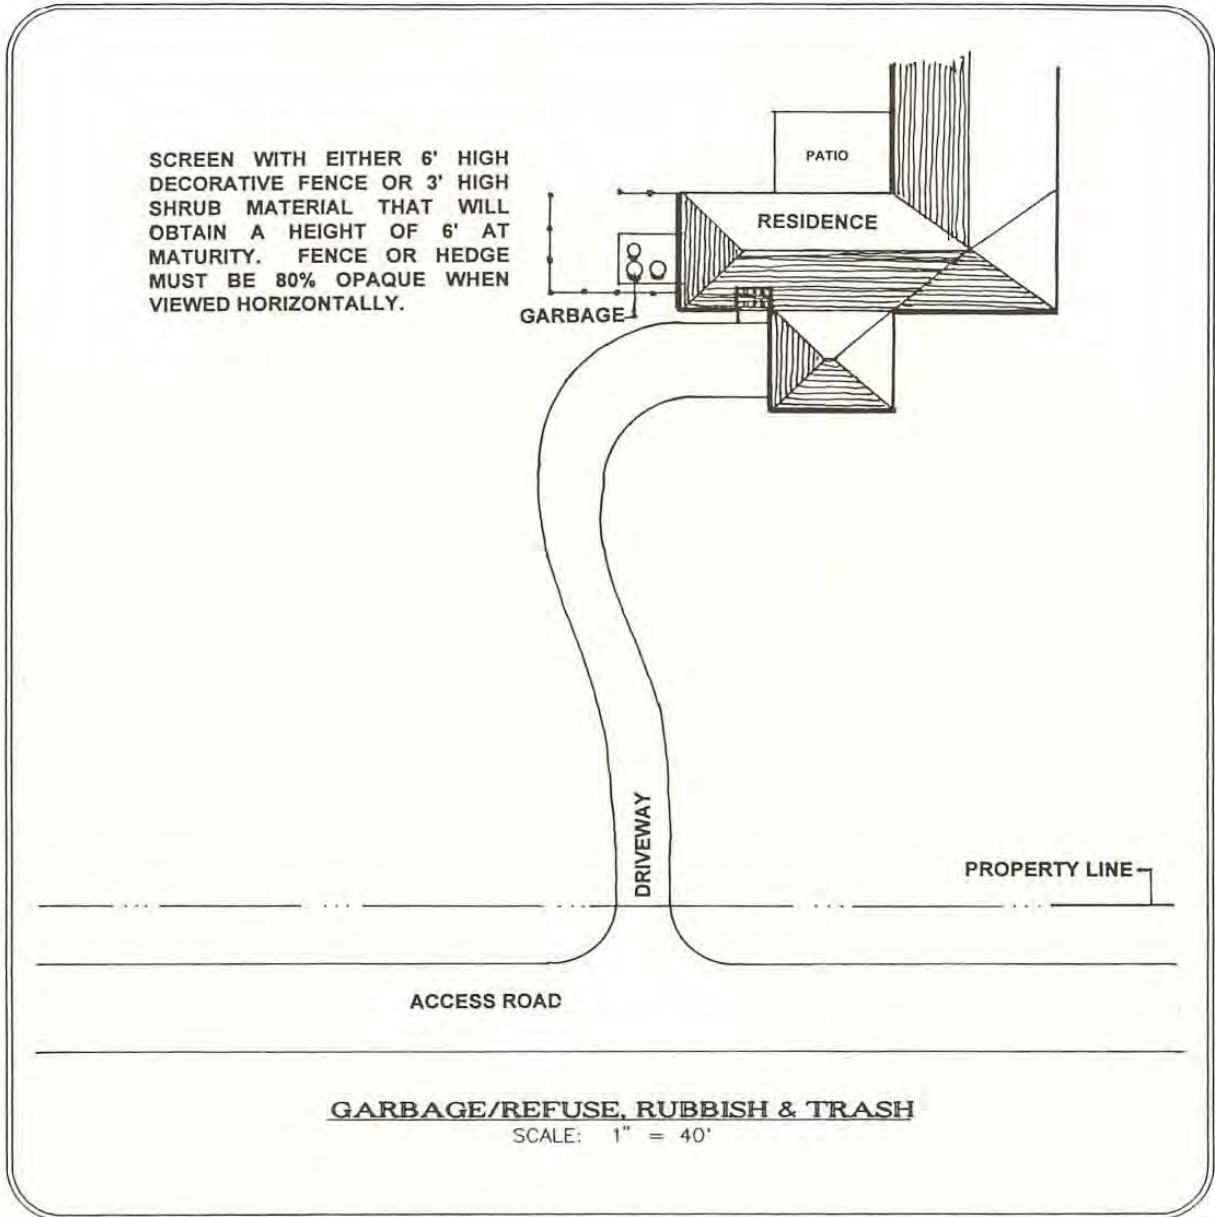 SCREEN WITH EITHER 6' HIGH
DECORATIVE FENCE OR 3' HIGH
SHRUB MATERIAL THAT WILL
OBTAIN A HEIGHT OF 6' AT
MATURITY. FENCE OR HEDGE
MUST BE 80% OPAQUE WHEN
VIEWED HORIZONTALLY.
PATIO
RESIDENCE
GARBAGE
DRIVEWAY
PROPERTY LINE
ACCESS ROAD
GARBAGE/REFUSE, RUBBISH & TRASH
SCALE: 1" = 40'